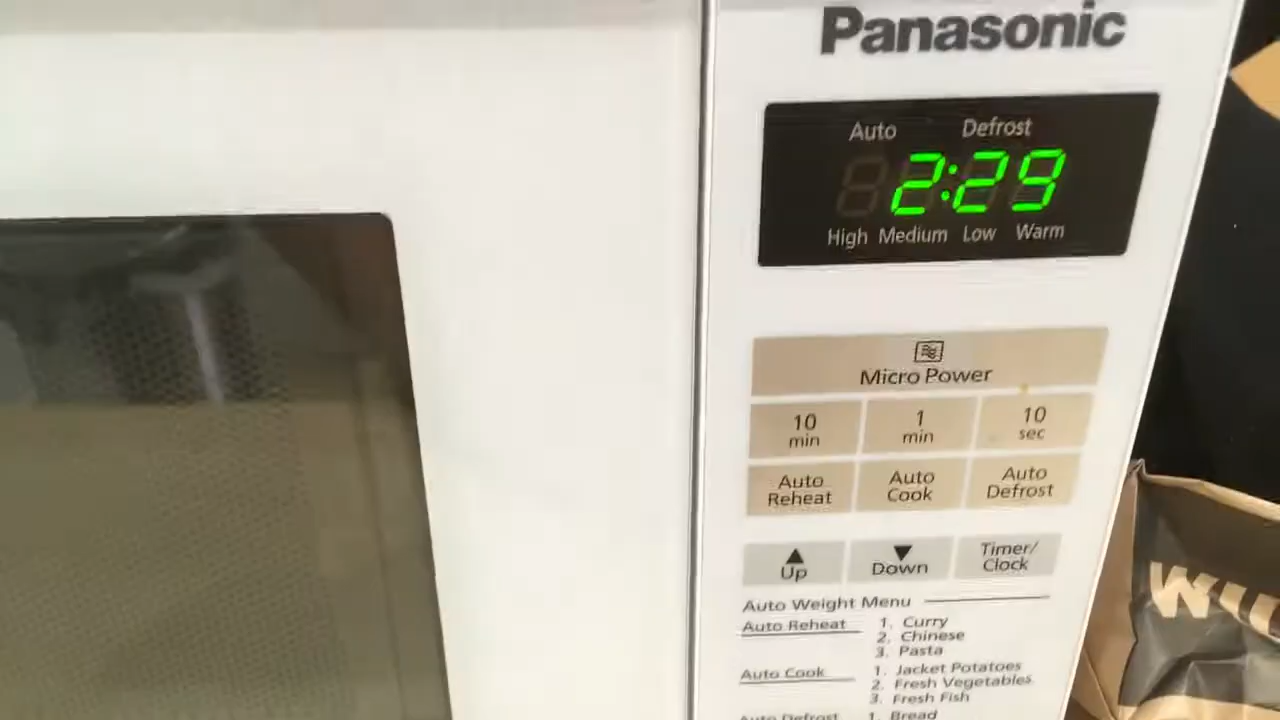 Panasonic
Auto Defrost
2:29
High Medium Low Warm
Micro Power
10 min
1 min
10 sec
Auto Reheat
Auto Cook
Auto Defrost
▲ Up
▼ Down
Timer/ Clock
Auto Weight Menu
Auto Reheat 1. Curry
2. Chinese
3. Pasta
Auto Cook 1. Jacket Potatoes
2. Fresh Vegetables
3. Fresh Fish
Auto Defrost 1. Bread